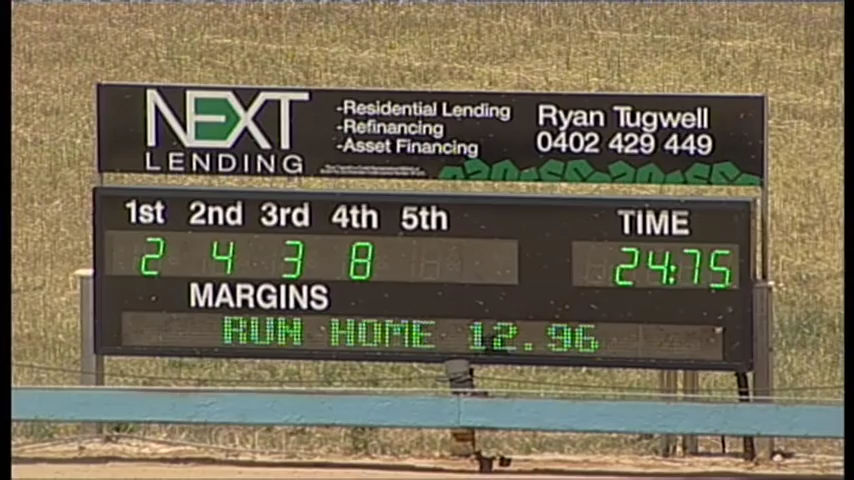 NEXT
LENDING
-Residential Lending
-Refinancing
-Asset Financing
Ryan Tugwell
0402 429 449
1st 2nd 3rd 4th 5th
TIME
2 4 3 8
24:75
MARGINS
RUN HOME 12.96